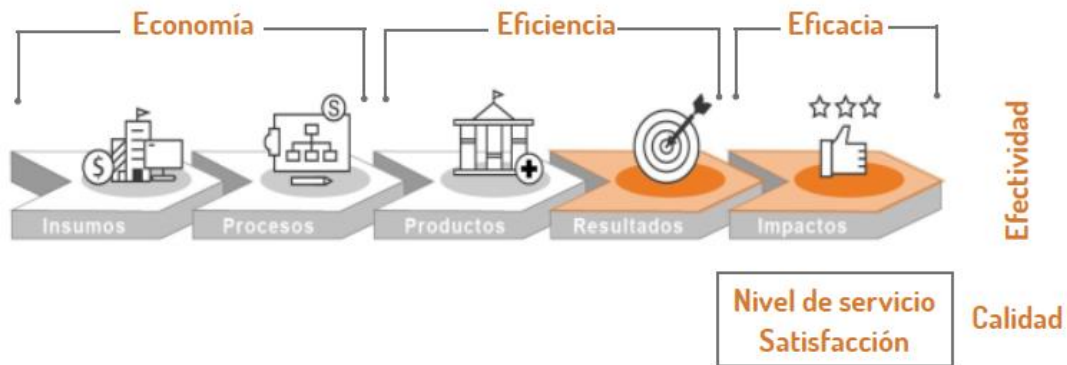 Economía
Eficiencia
Eficacia
$
S
Insumos
Procesos
Productos
Resultados
Impactos
Efectividad
Nivel de servicio
Satisfacción
Calidad